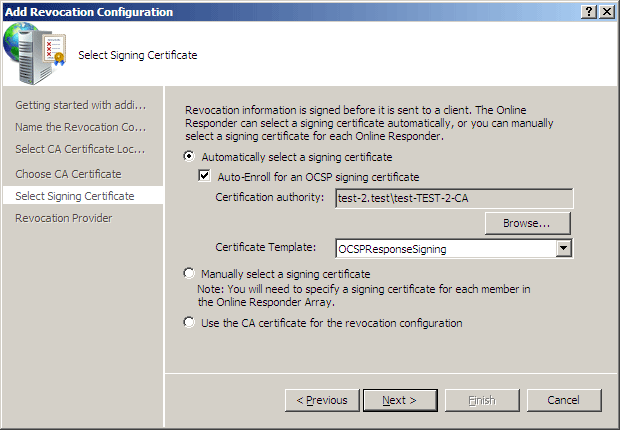 Add Revocation Configuration
Select Signing Certificate
Getting started with addi...
Name the Revocation Co...
Select CA Certificate Loc...
Choose CA Certificate
Select Signing Certificate
Revocation Provider
Revocation information is signed before it is sent to a client. The Online
Responder can select a signing certificate automatically, or you can manually
select a signing certificate for each Online Responder.
Automatically select a signing certificate
Auto-Enroll for an OCSP signing certificate
Certification authority: test-2.test\test-TEST-2-CA
Browse...
Certificate Template: OCSPResponseSigning
Manually select a signing certificate
Note: You will need to specify a signing certificate for each member in
the Online Responder Array.
Use the CA certificate for the revocation configuration
< Previous Next > Finish Cancel